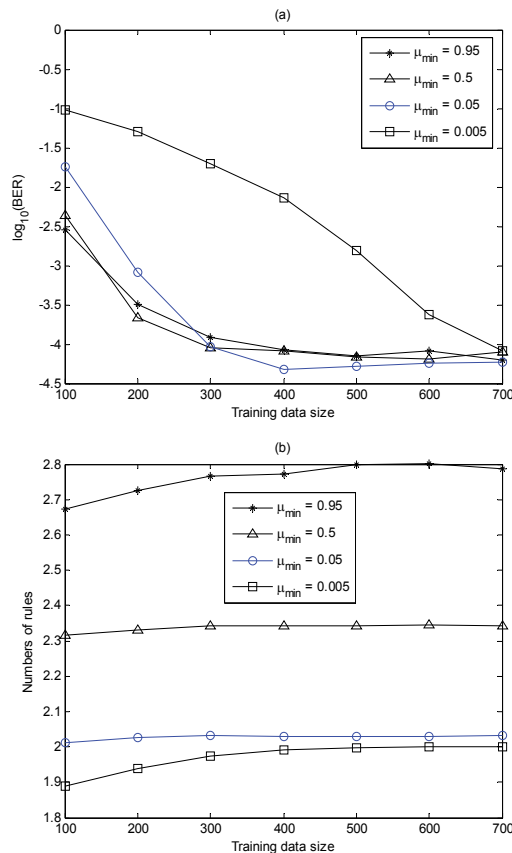 (a)
0
-0.5
-1
-1.5
-2
-2.5
-3
-3.5
-4
-4.5
log10(BER)
μmin = 0.95
μmin = 0.5
μmin = 0.05
μmin = 0.005
100 200 300 400 500 600 700
Training data size
(b)
2.8
2.7
2.6
2.5
2.4
2.3
2.2
2.1
2
1.9
1.8
Numbers of rules
μmin = 0.95
μmin = 0.5
μmin = 0.05
μmin = 0.005
100 200 300 400 500 600 700
Training data size